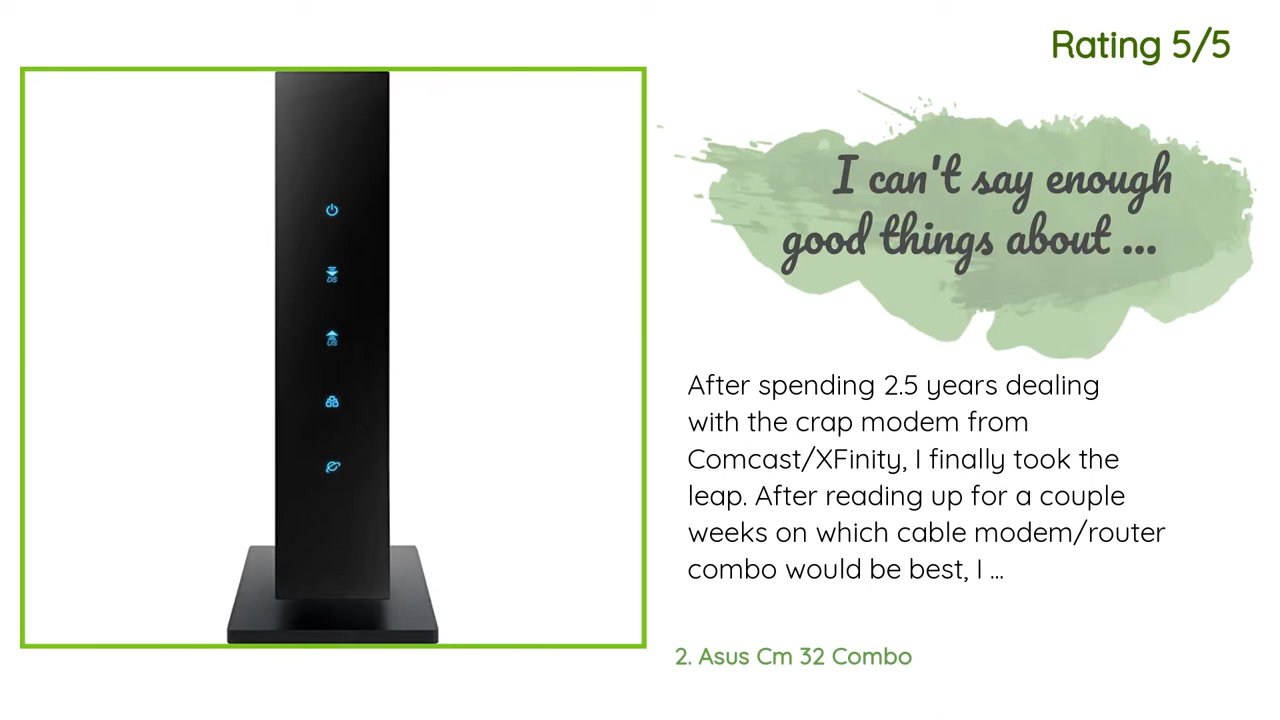 Rating 5/5
I can't say enough
good things about ...
DS
US
After spending 2.5 years dealing
with the crap modem from
Comcast/XFinity, I finally took the
leap. After reading up for a couple
weeks on which cable modem/router
combo would be best, I ...
2. Asus Cm 32 Combo